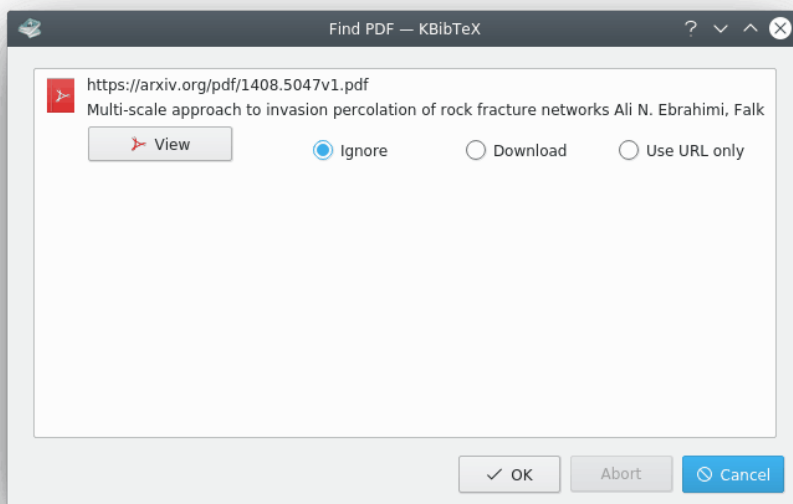 Find PDF — KBibTeX
https://arxiv.org/pdf/1408.5047v1.pdf
Multi-scale approach to invasion percolation of rock fracture networks Ali N. Ebrahimi, Falk
View
Ignore
Download
Use URL only
OK
Abort
Cancel